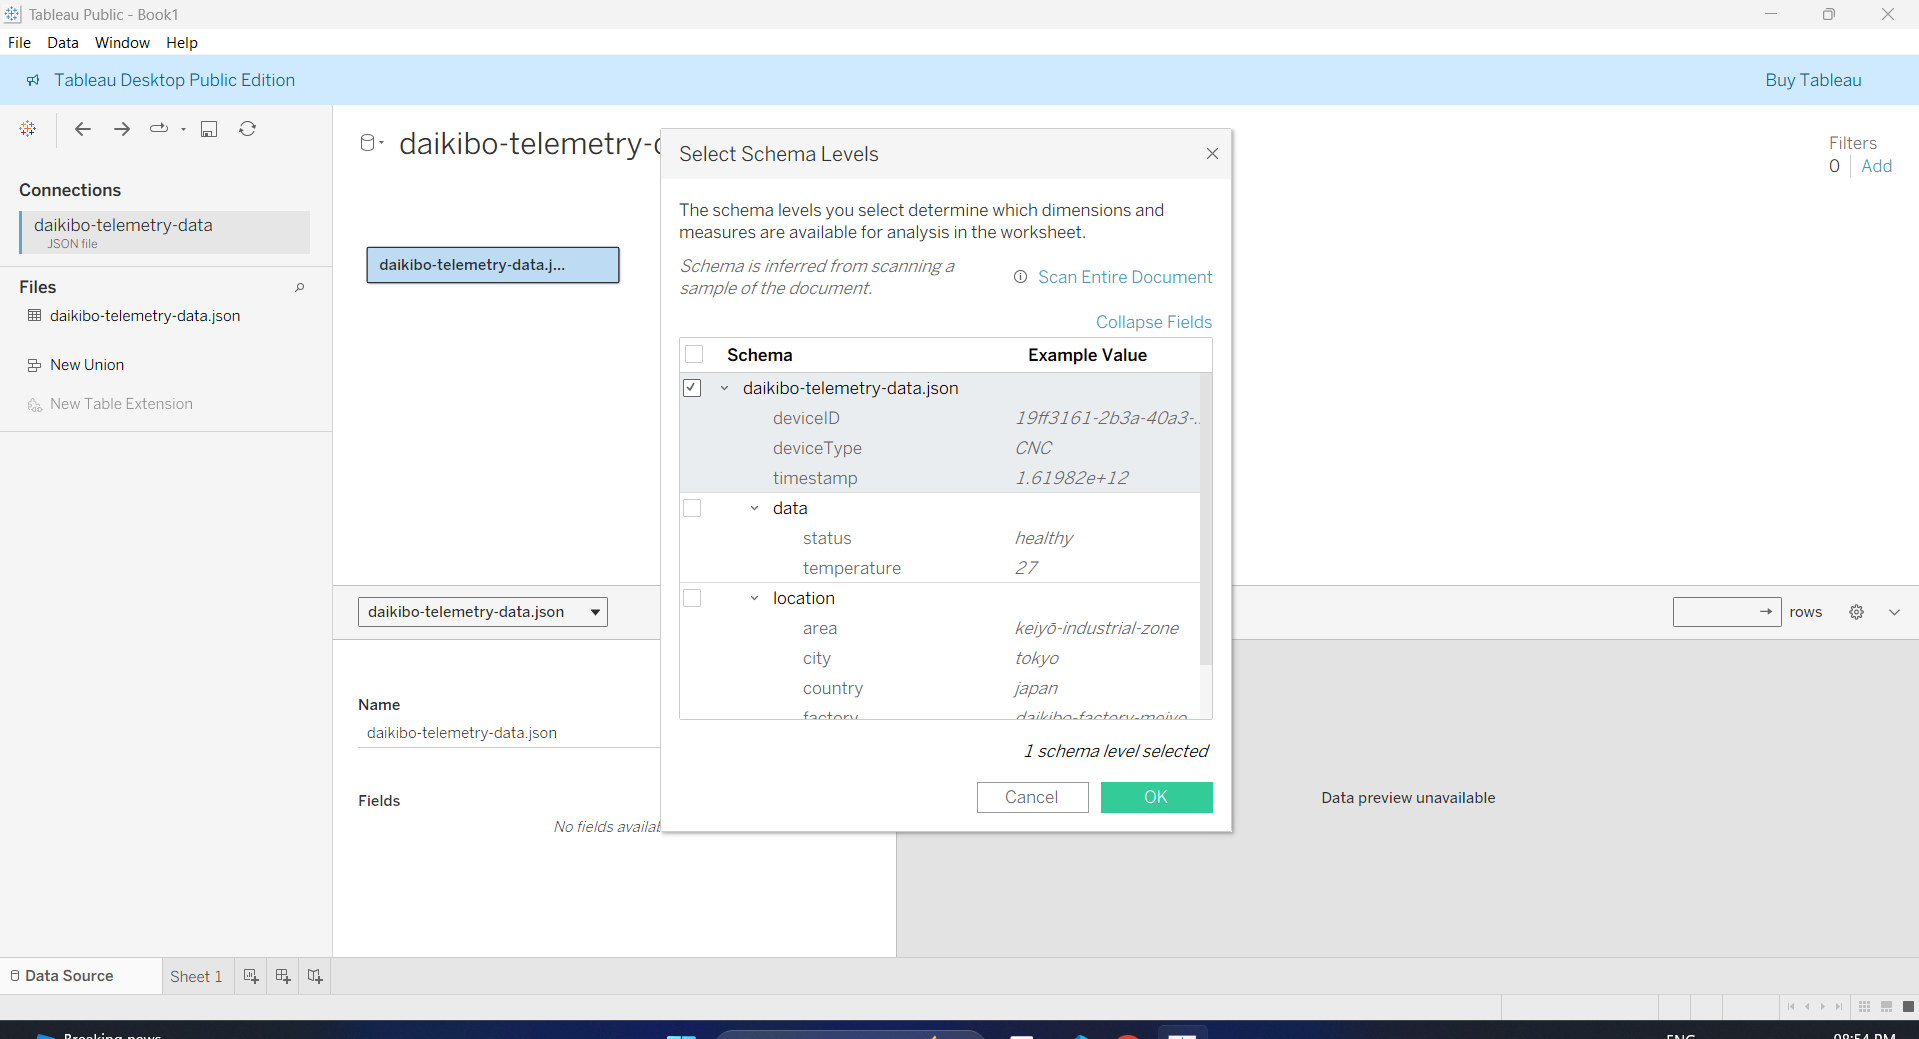 Tableau Public - Book1
File Data Window Help
Tableau Desktop Public Edition
Buy Tableau
Connections
daikibo-telemetry-data
JSON file
Files
daikibo-telemetry-data.json
New Union
New Table Extension
daikibo-telemetry-d
Filters
0 Add
daikibo-telemetry-data.j...
Select Schema Levels
The schema levels you select determine which dimensions and
measures are available for analysis in the worksheet.
Schema is inferred from scanning a
sample of the document.
Scan Entire Document
Collapse Fields
Schema Example Value
daikibo-telemetry-data.json
deviceID 19ff3161-2b3a-40a3-..
deviceType CNC
timestamp 1.61982e+12
data
status healthy
temperature 27
location
area keiyō-industrial-zone
city tokyo
country japan
factory daikibo-factory-meiyo
1 schema level selected
Cancel OK
daikibo-telemetry-data.json
rows
Name
daikibo-telemetry-data.json
Fields
No fields availab
Data preview unavailable
Data Source Sheet 1
Breaking news
ENG
08:54 PM